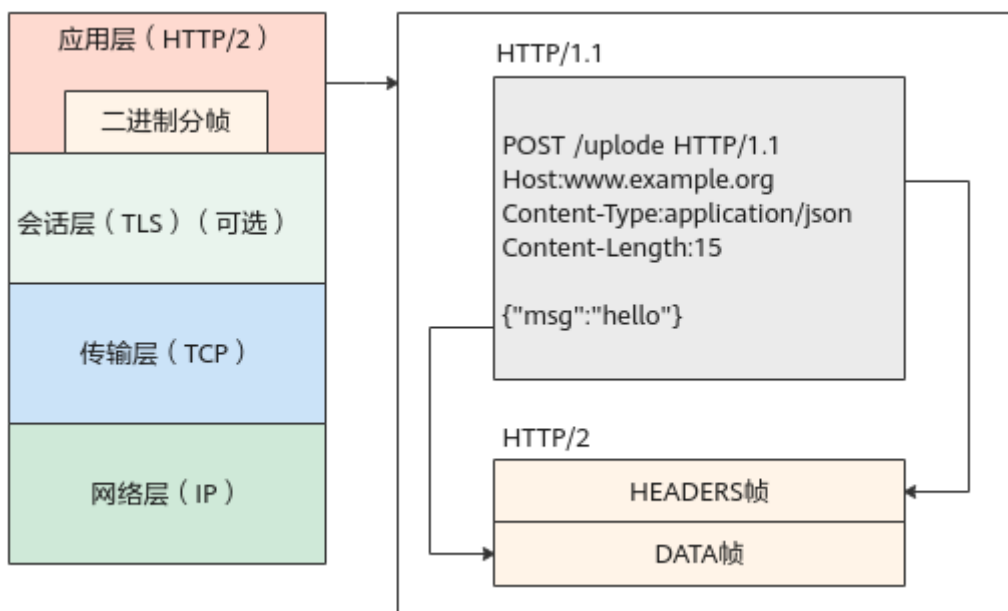 应用层（HTTP/2）
二进制分帧
会话层（TLS）（可选）
传输层（TCP）
网络层（IP）
HTTP/1.1
POST /uplode HTTP/1.1
Host:www.example.org
Content-Type:application/json
Content-Length:15
{"msg":"hello"}
HTTP/2
HEADERS帧
DATA帧